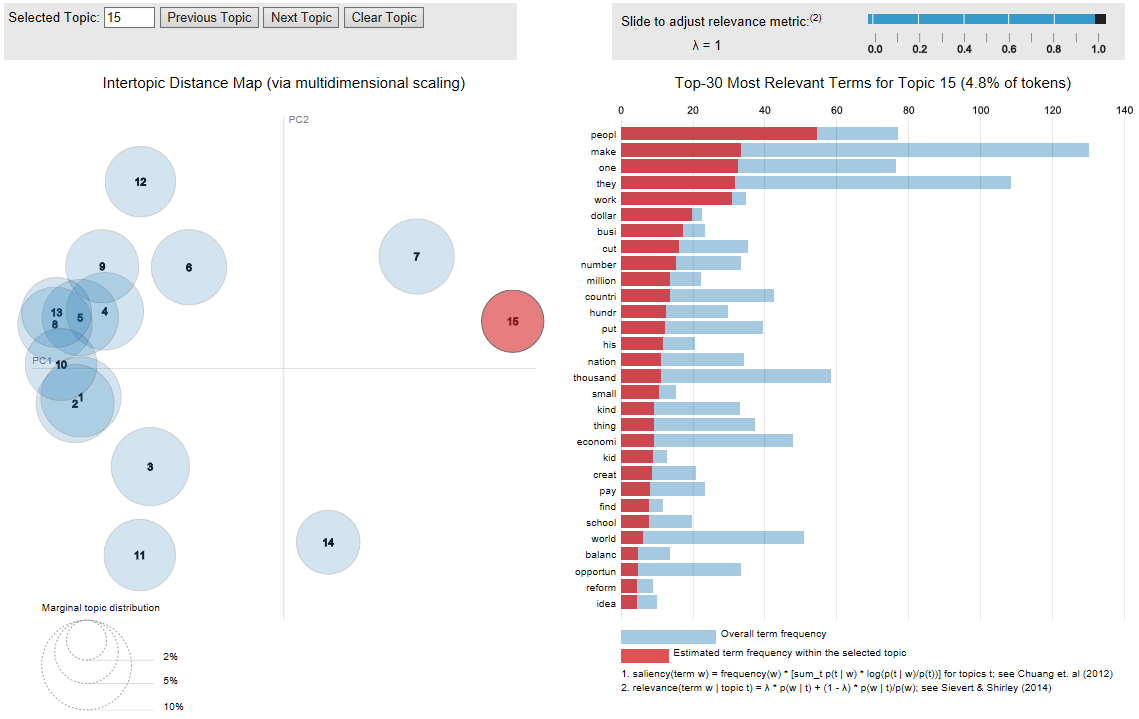 Selected Topic: 15 Previous Topic Next Topic Clear Topic
Slide to adjust relevance metric:(2)
λ = 1
0.0 0.2 0.4 0.6 0.8 1.0
Intertopic Distance Map (via multidimensional scaling)
PC2
PC1
12
9
6
7
13
8
5
4
15
10
1
2
3
11
14
Marginal topic distribution
2%
5%
10%
Top-30 Most Relevant Terms for Topic 15 (4.8% of tokens)
0 20 40 60 80 100 120 140
peopl
make
one
they
work
dollar
busi
cut
number
million
countri
hundr
put
his
nation
thousand
small
kind
thing
economi
kid
creat
pay
find
school
world
balanc
opportun
reform
idea
Overall term frequency
Estimated term frequency within the selected topic
1. saliency(term w) = frequency(w) * [sum_t p(t | w) * log(p(t | w)/p(t))] for topics t; see Chuang et. al (2012)
2. relevance(term w | topic t) = λ * p(w | t) + (1 - λ) * p(w | t)/p(w); see Sievert & Shirley (2014)